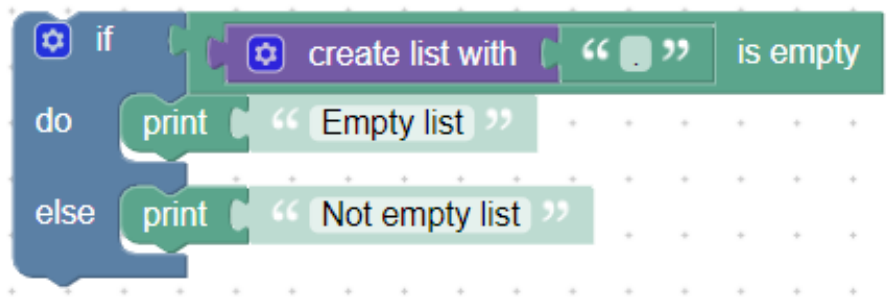 if create list with “ . ” is empty
do print “ Empty list ”
else print “ Not empty list ”